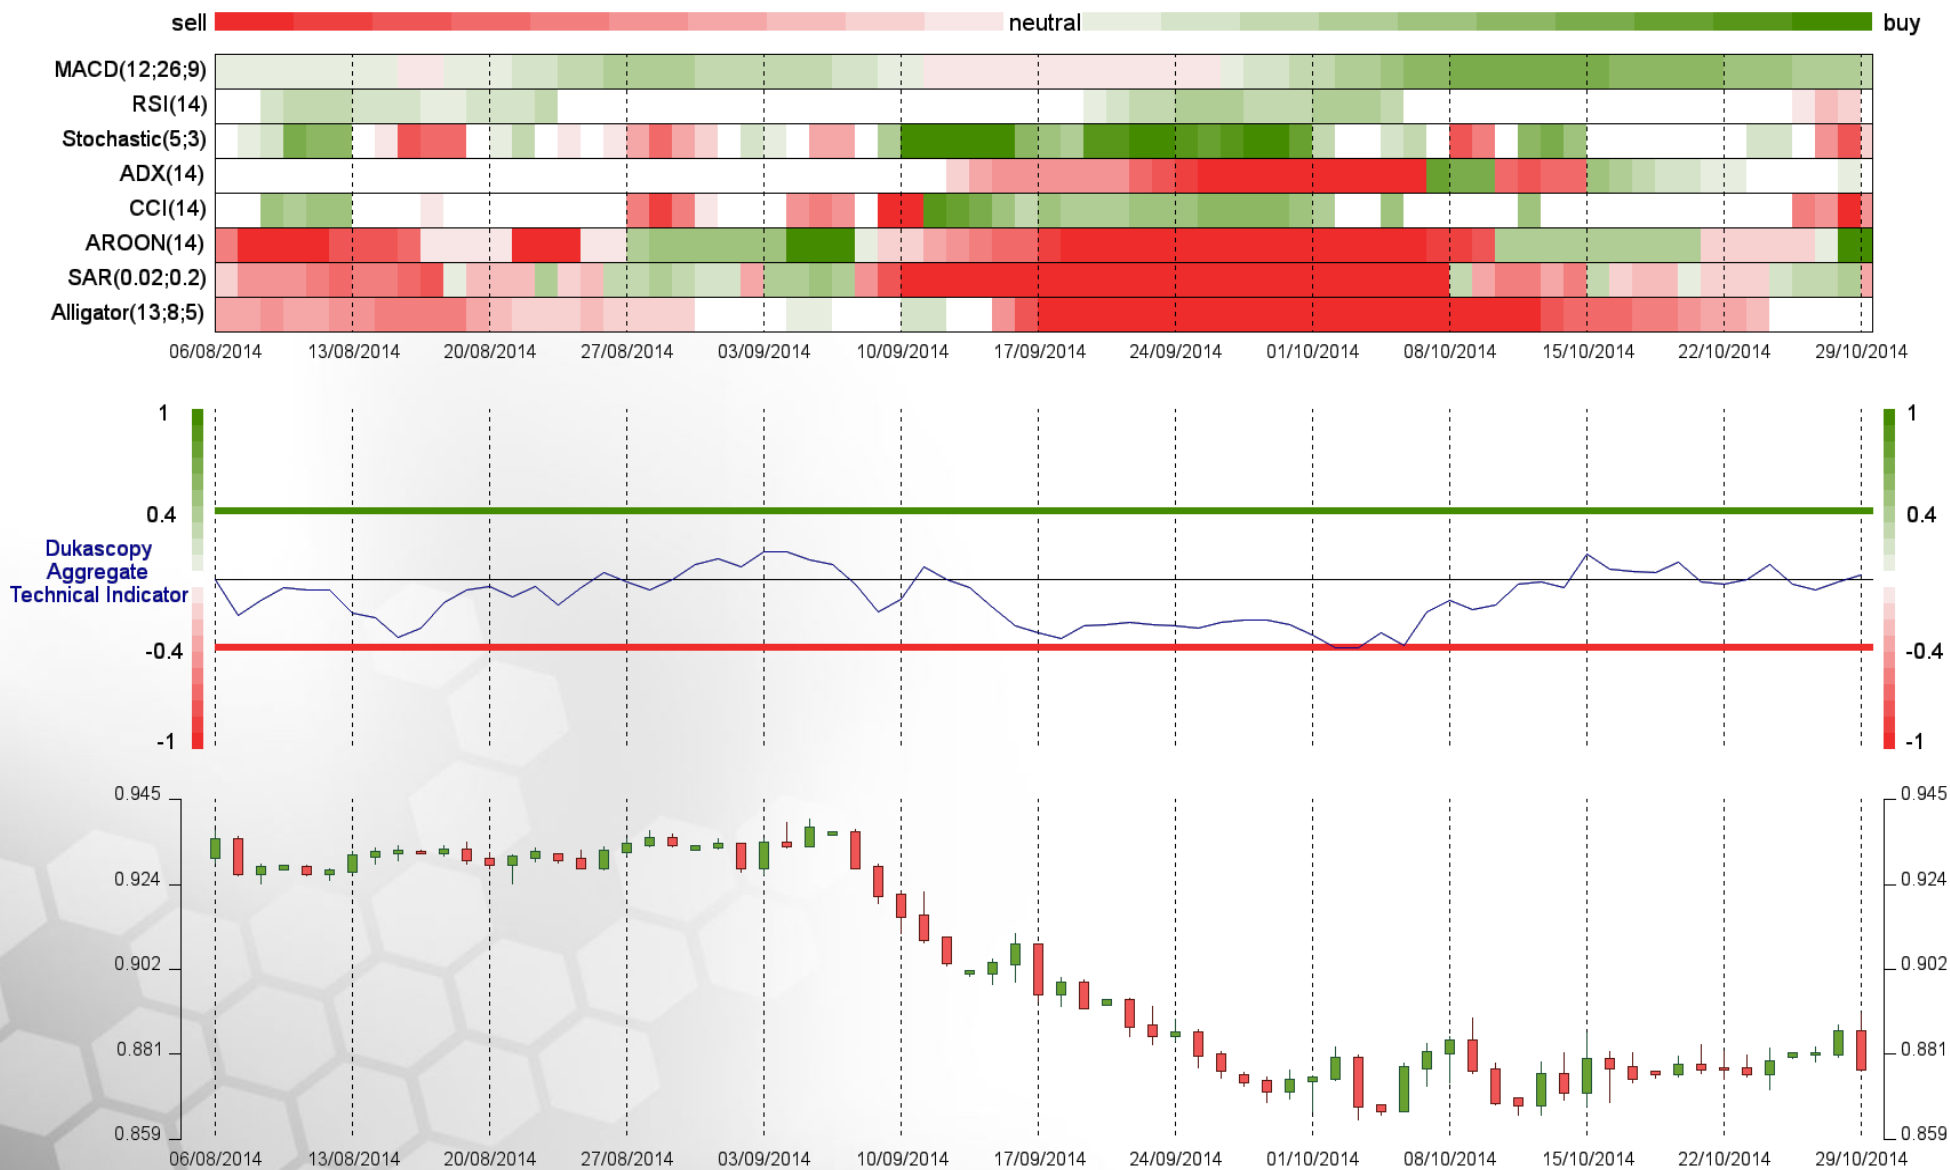 sell neutral buy
MACD(12;26;9)
RSI(14)
Stochastic(5;3)
ADX(14)
CCI(14)
AROON(14)
SAR(0.02;0.2)
Alligator(13;8;5)
06/08/2014 13/08/2014 20/08/2014 27/08/2014 03/09/2014 10/09/2014 17/09/2014 24/09/2014 01/10/2014 08/10/2014 15/10/2014 22/10/2014 29/10/2014
1 1
0.4 0.4
Dukascopy
Aggregate
Technical Indicator
-0.4 -0.4
-1 -1
0.945 0.945
0.924 0.924
0.902 0.902
0.881 0.881
0.859 0.859
06/08/2014 13/08/2014 20/08/2014 27/08/2014 03/09/2014 10/09/2014 17/09/2014 24/09/2014 01/10/2014 08/10/2014 15/10/2014 22/10/2014 29/10/2014